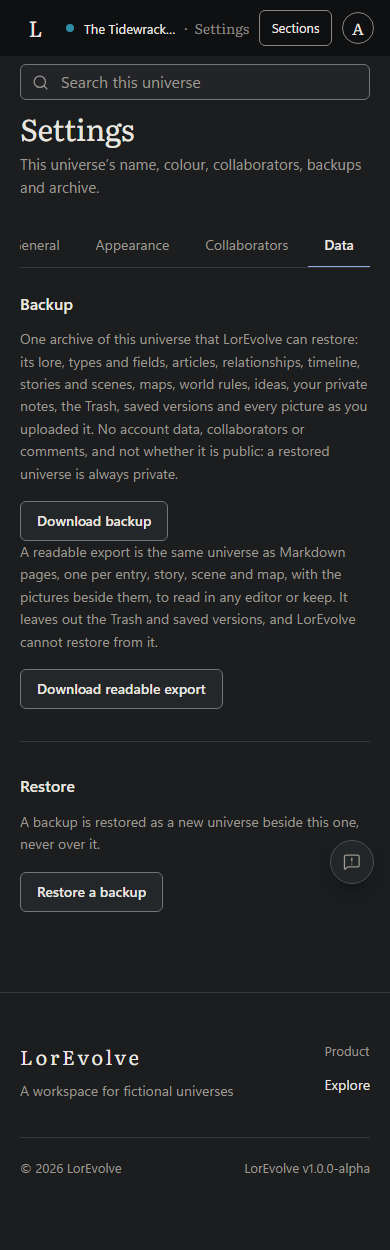 L
The Tidewrack... · Settings
Sections
A
Search this universe
Settings
This universe's name, colour, collaborators, backups
and archive.
General Appearance Collaborators Data
Backup
One archive of this universe that LorEvolve can restore:
its lore, types and fields, articles, relationships, timeline,
stories and scenes, maps, world rules, ideas, your private
notes, the Trash, saved versions and every picture as you
uploaded it. No account data, collaborators or
comments, and not whether it is public: a restored
universe is always private.
Download backup
A readable export is the same universe as Markdown
pages, one per entry, story, scene and map, with the
pictures beside them, to read in any editor or keep. It
leaves out the Trash and saved versions, and LorEvolve
cannot restore from it.
Download readable export
Restore
A backup is restored as a new universe beside this one,
never over it.
Restore a backup
LorEvolve
A workspace for fictional universes
Product
Explore
© 2026 LorEvolve
LorEvolve v1.0.0-alpha